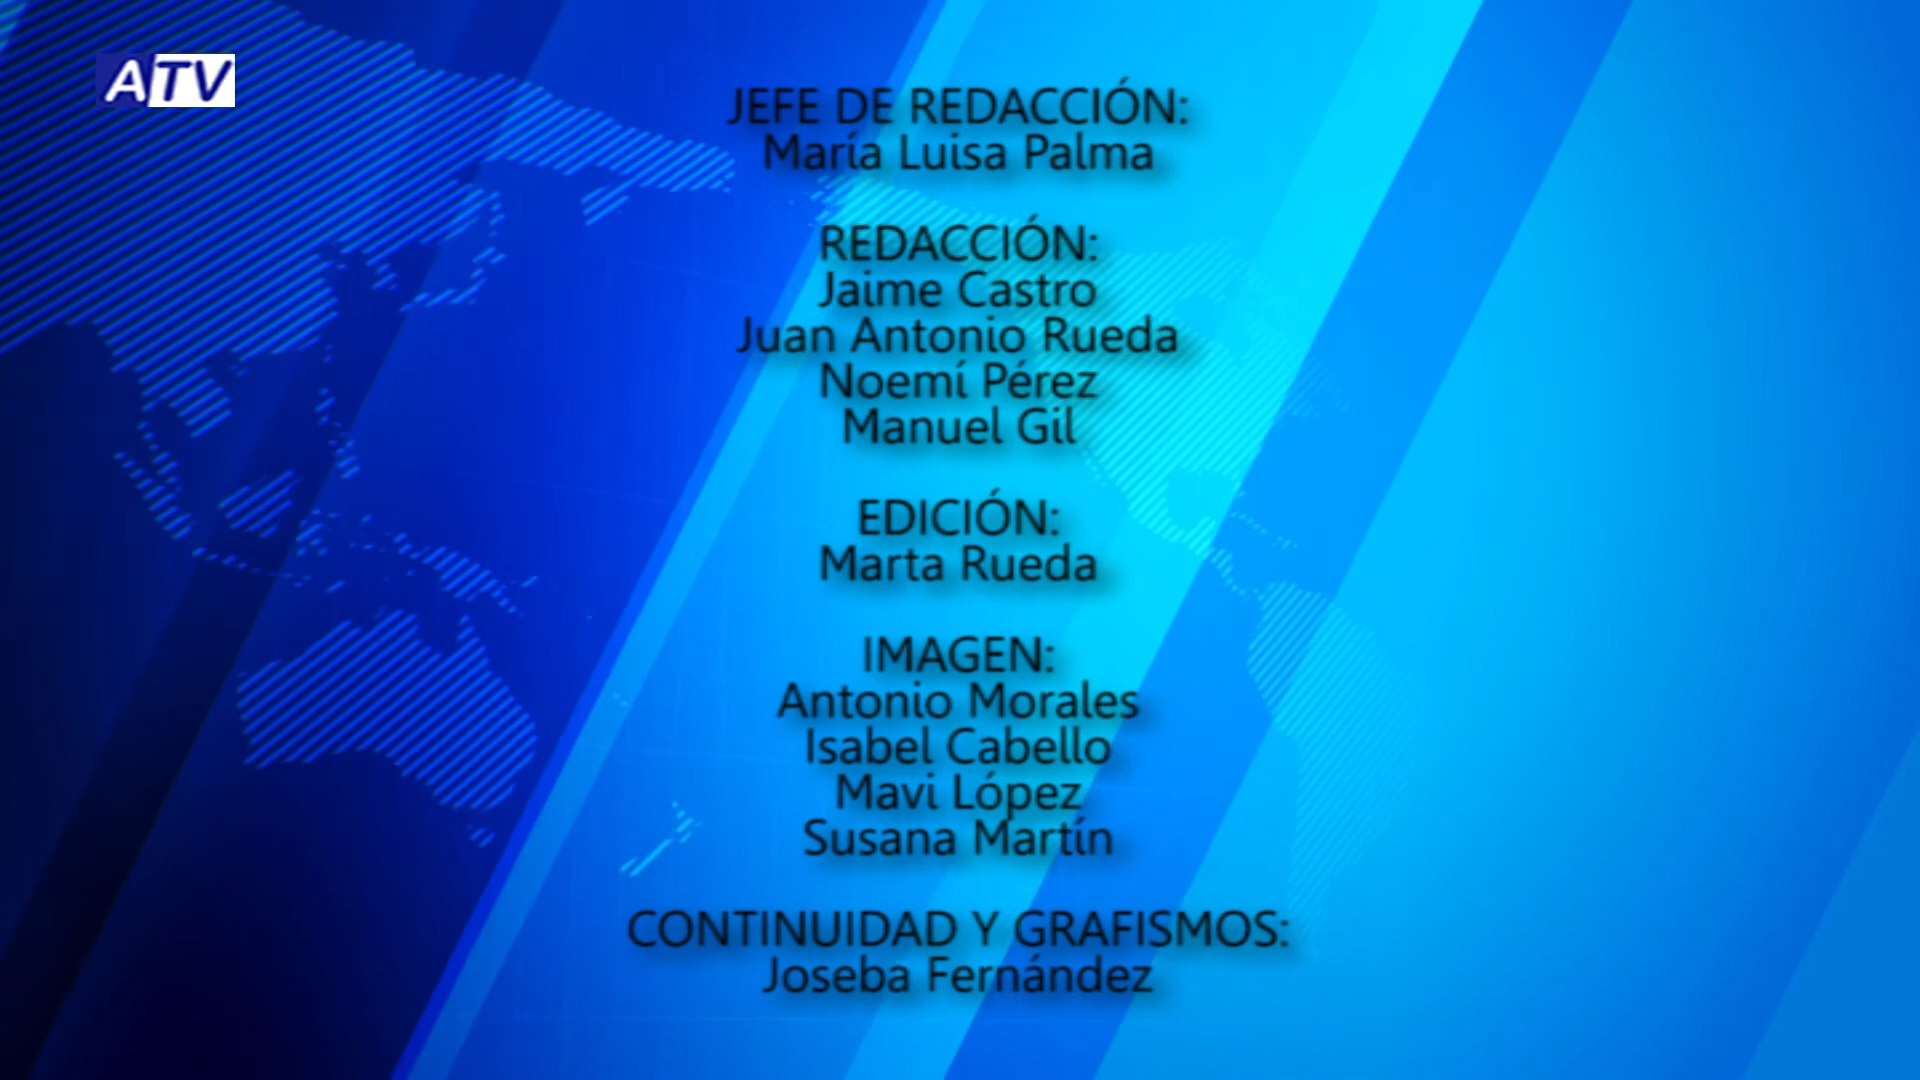 ATV
JEFE DE REDACCIÓN:
María Luisa Palma
REDACCIÓN:
Jaime Castro
Juan Antonio Rueda
Noemí Pérez
Manuel Gil
EDICIÓN:
Marta Rueda
IMAGEN:
Antonio Morales
Isabel Cabello
Mavi López
Susana Martín
CONTINUIDAD Y GRAFISMOS:
Joseba Fernández